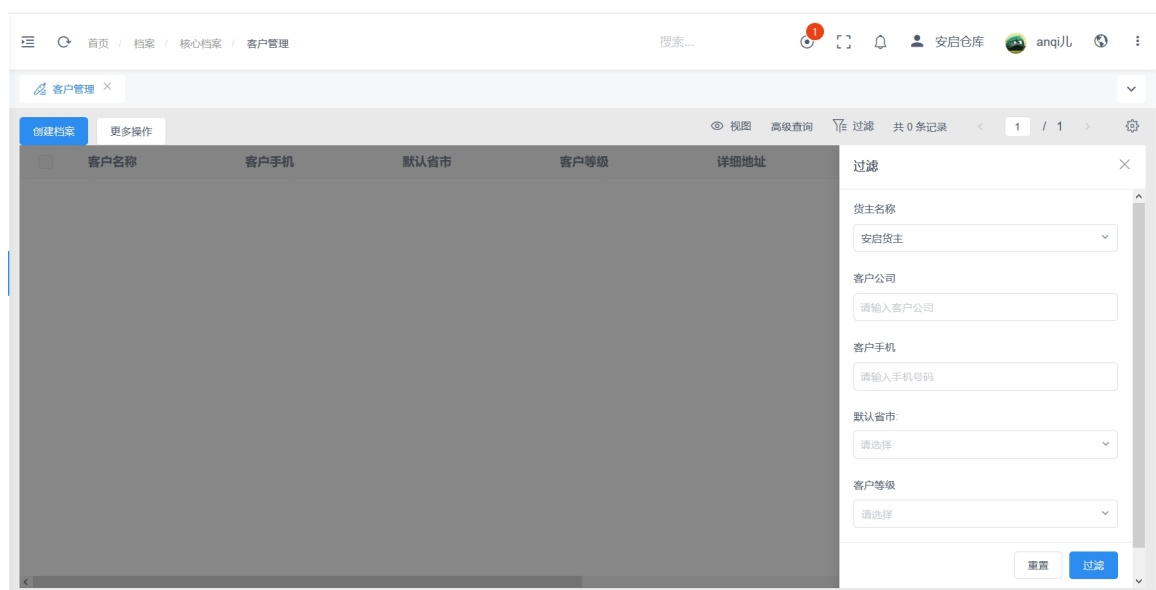 首页 / 档案 / 核心档案 / 客户管理 搜索... 1 安启仓库 anqi儿
客户管理
创建档案 更多操作 视图 高级查询 过滤 共 0 条记录 1 / 1
客户名称 客户手机 默认省市 客户等级 详细地址
过滤
货主名称
安启货主
客户公司
请输入客户公司
客户手机
请输入手机号码
默认省市:
请选择
客户等级
请选择
重置 过滤